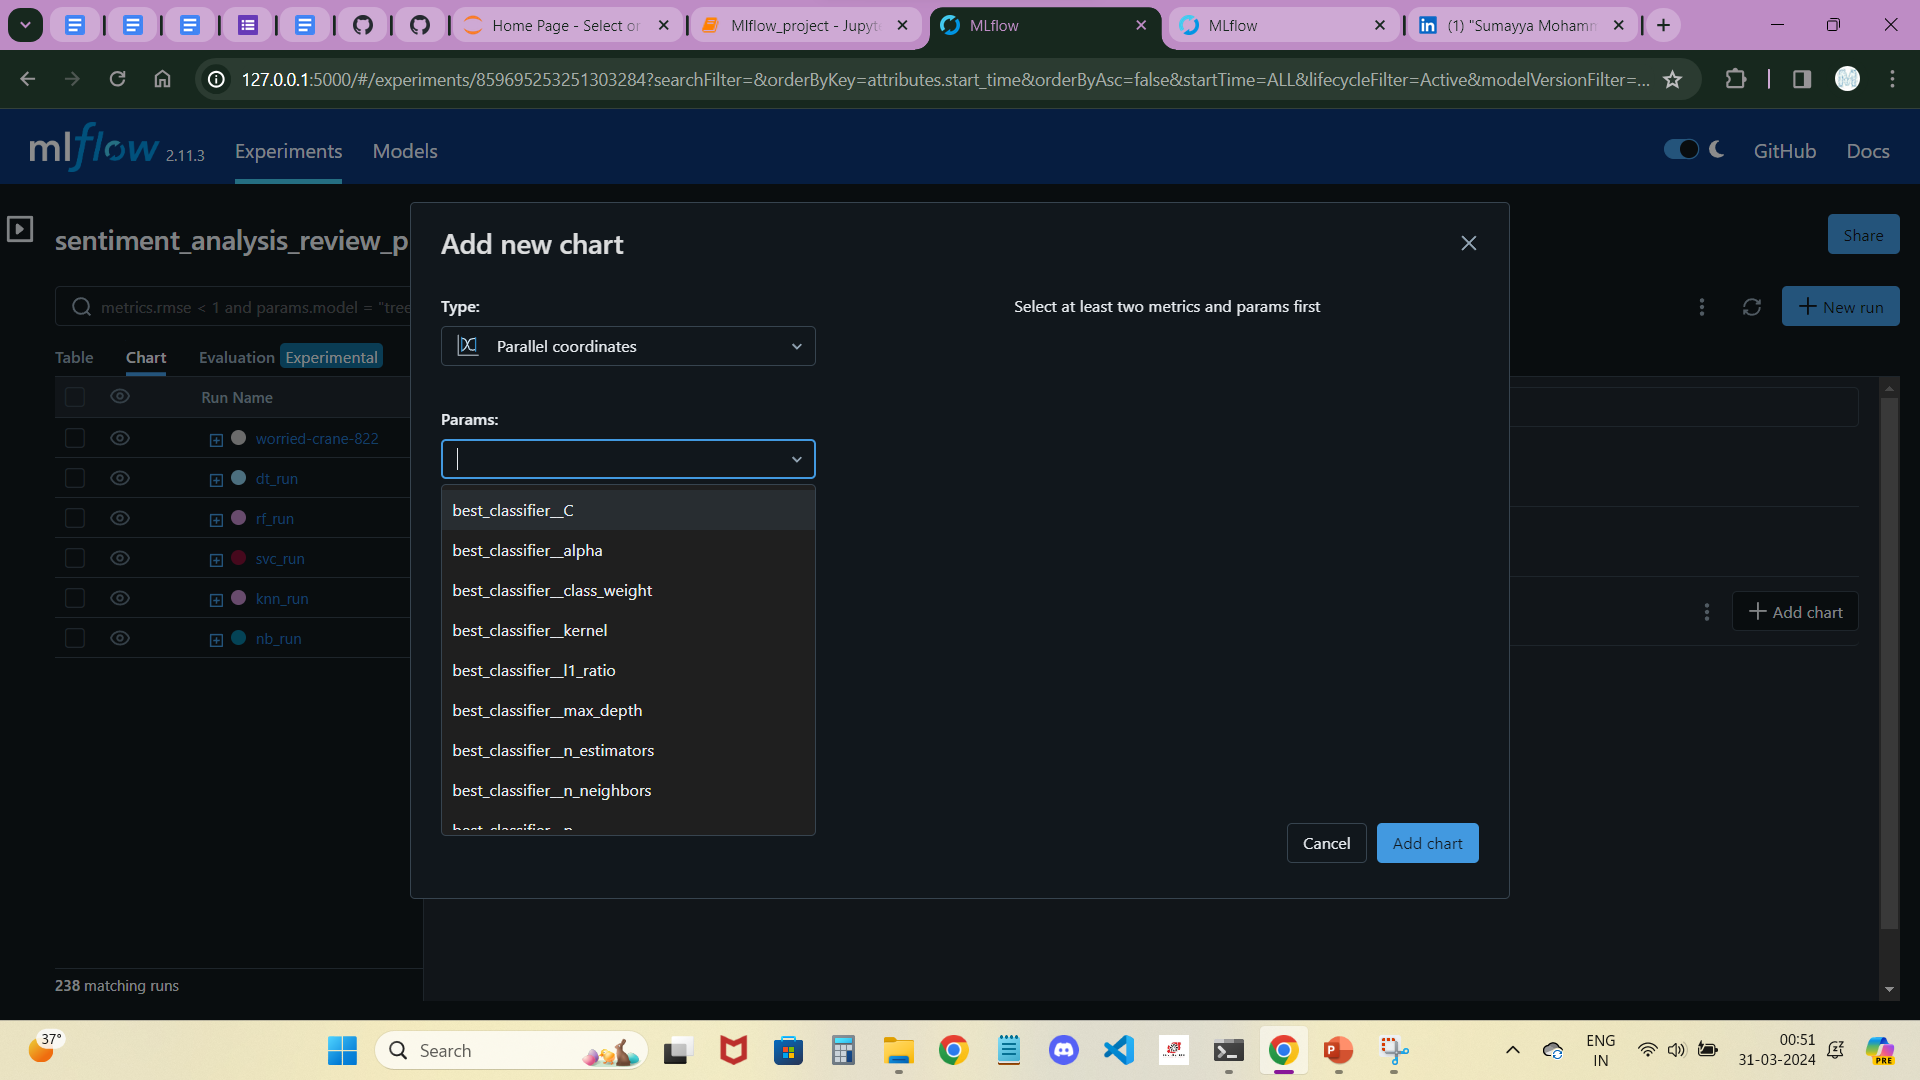 Home Page - Select or
Mlflow_project - Jupyte
MLflow
MLflow
(1) "Sumayya Mohamm
127.0.0.1:5000/#/experiments/859695253251303284?searchFilter=&orderByKey=attributes.start_time&orderByAsc=false&startTime=ALL&lifecycleFilter=Active&modelVersionFilter=...
mlflow 2.11.3
Experiments
Models
GitHub
Docs
sentiment_analysis_review_p
Share
metrics.rmse < 1 and params.model = "tree
New run
Table
Chart
Evaluation
Experimental
Run Name
worried-crane-822
dt_run
rf_run
svc_run
knn_run
nb_run
238 matching runs
Add new chart
Type:
Parallel coordinates
Select at least two metrics and params first
Params:
best_classifier__C
best_classifier__alpha
best_classifier__class_weight
best_classifier__kernel
best_classifier__l1_ratio
best_classifier__max_depth
best_classifier__n_estimators
best_classifier__n_neighbors
Add chart
Cancel
Add chart
37°
Search
ENG
IN
00:51
31-03-2024
PRE